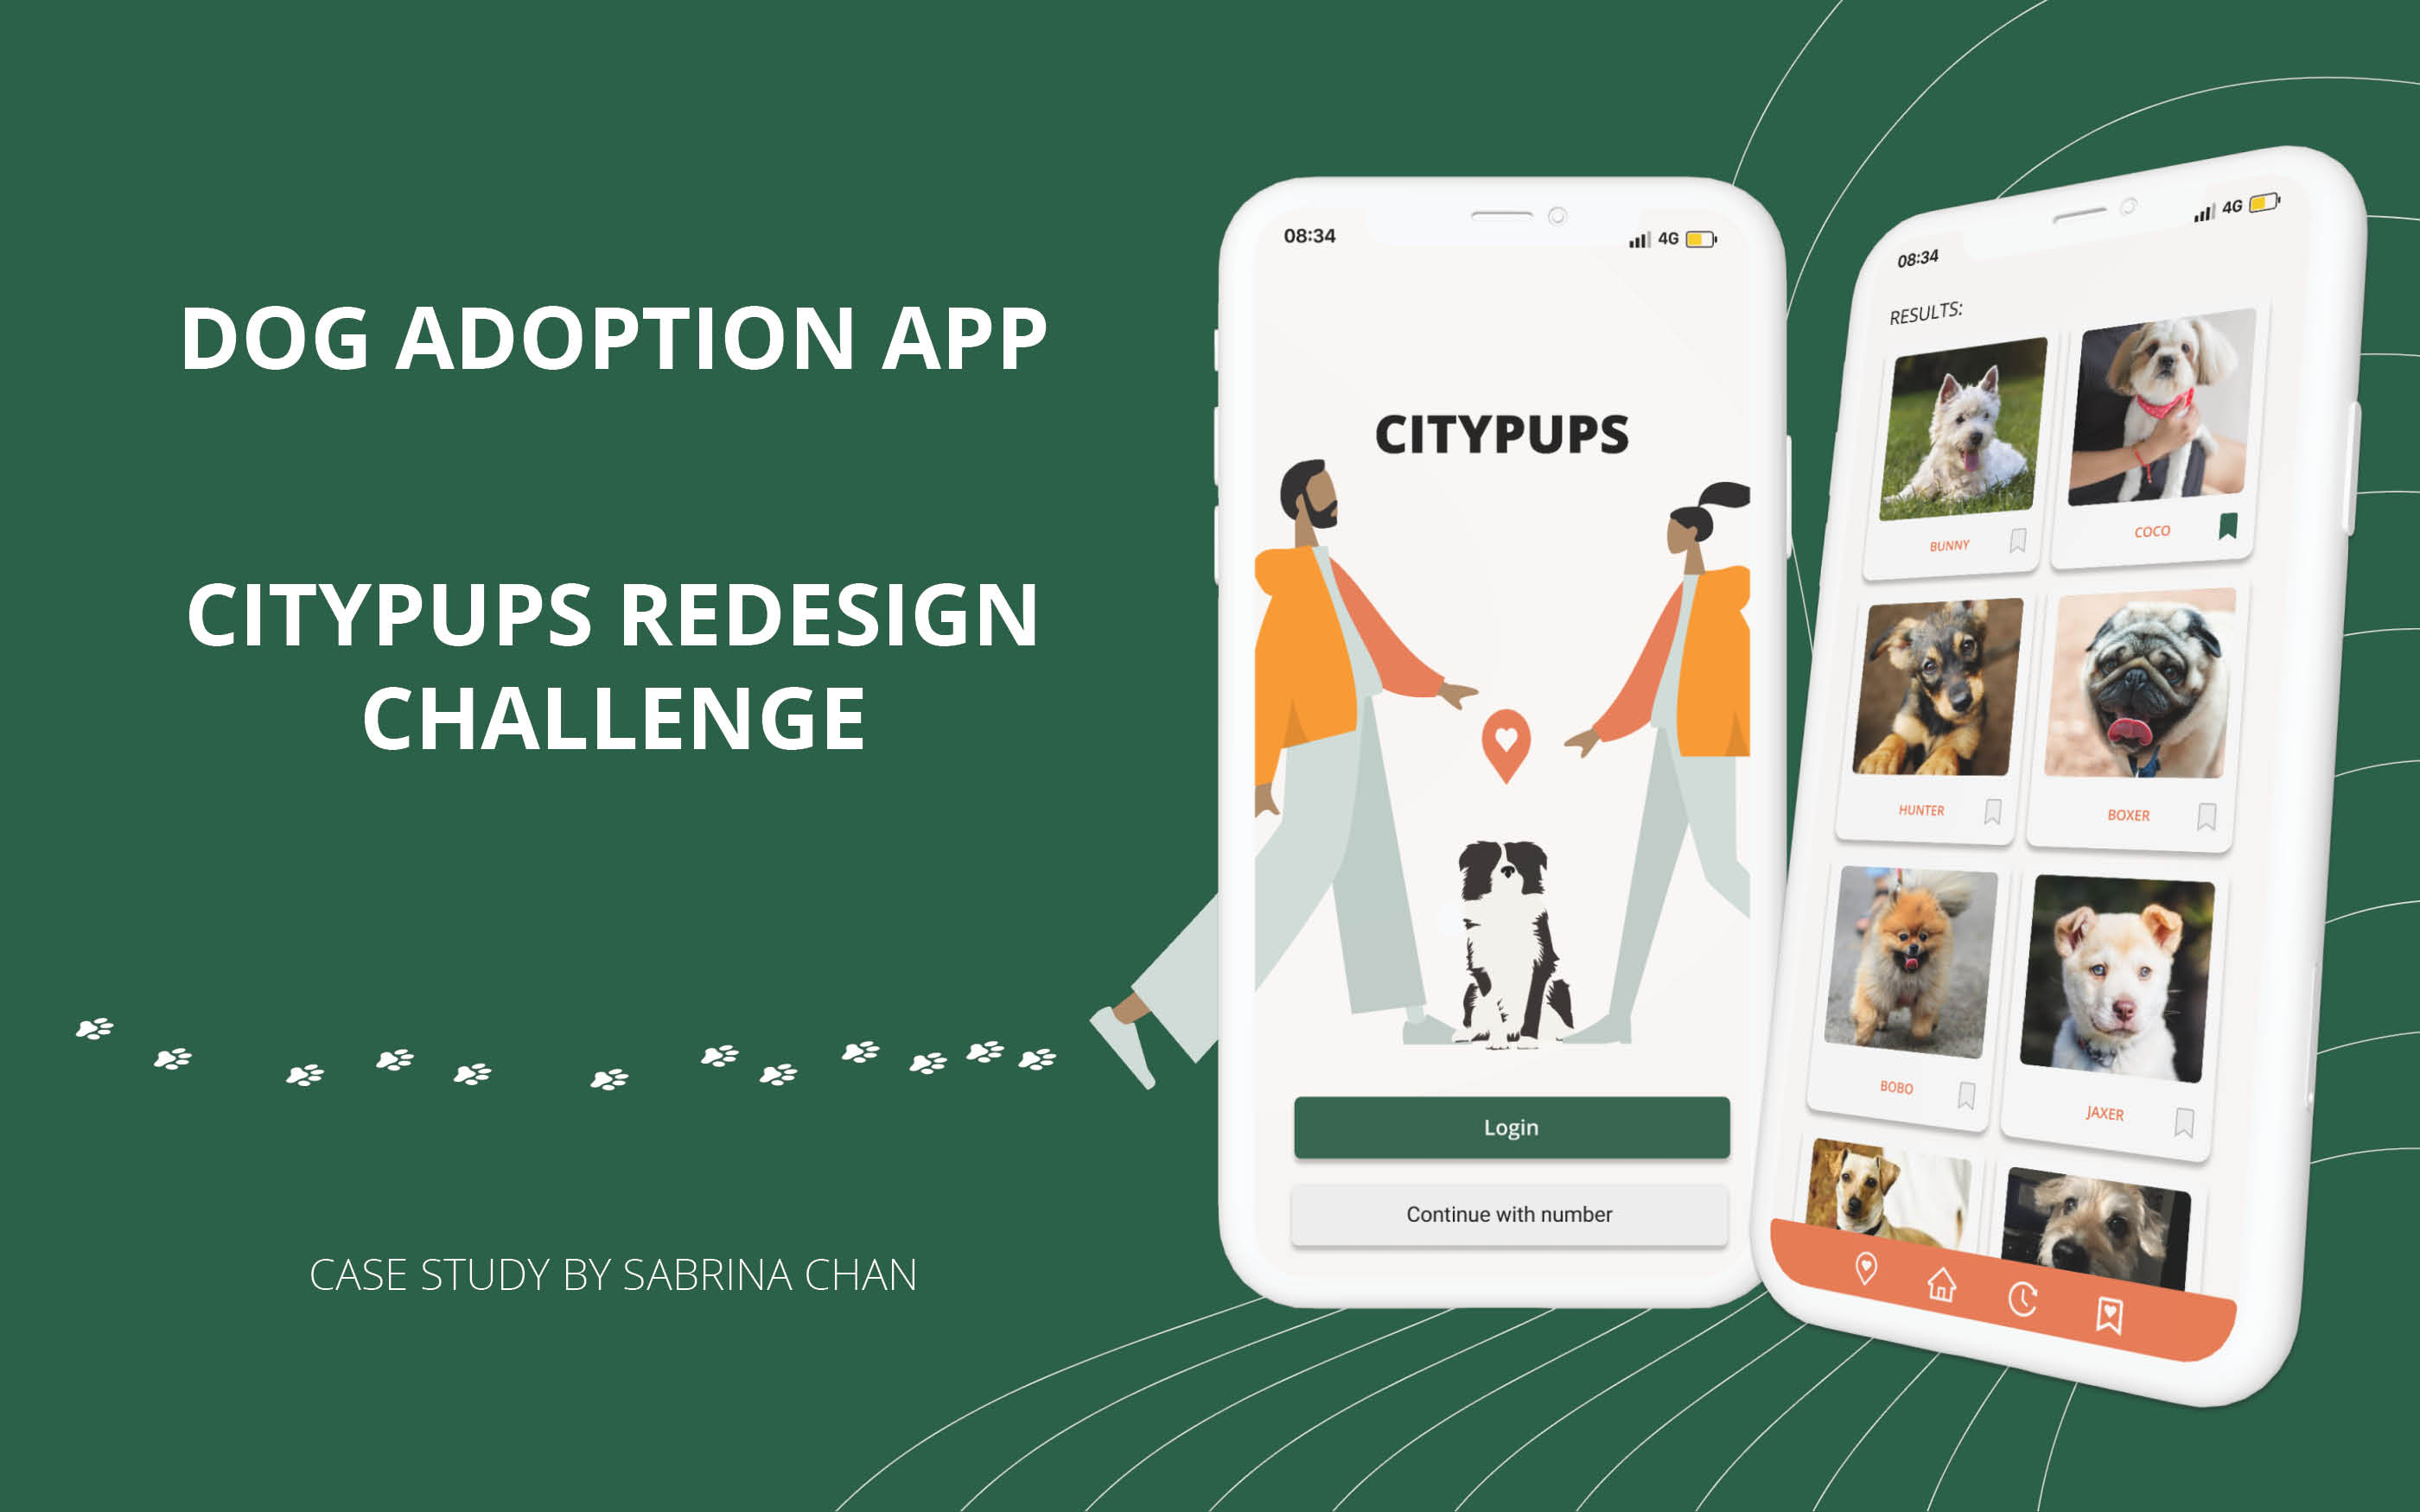 DOG ADOPTION APP
CITYPUPS REDESIGN
CHALLENGE
CASE STUDY BY SABRINA CHAN
08:34
4G
CITYPUPS
Login
Continue with number
08:34
4G
RESULTS:
BUNNY
COCO
HUNTER
BOXER
BOBO
JAXER